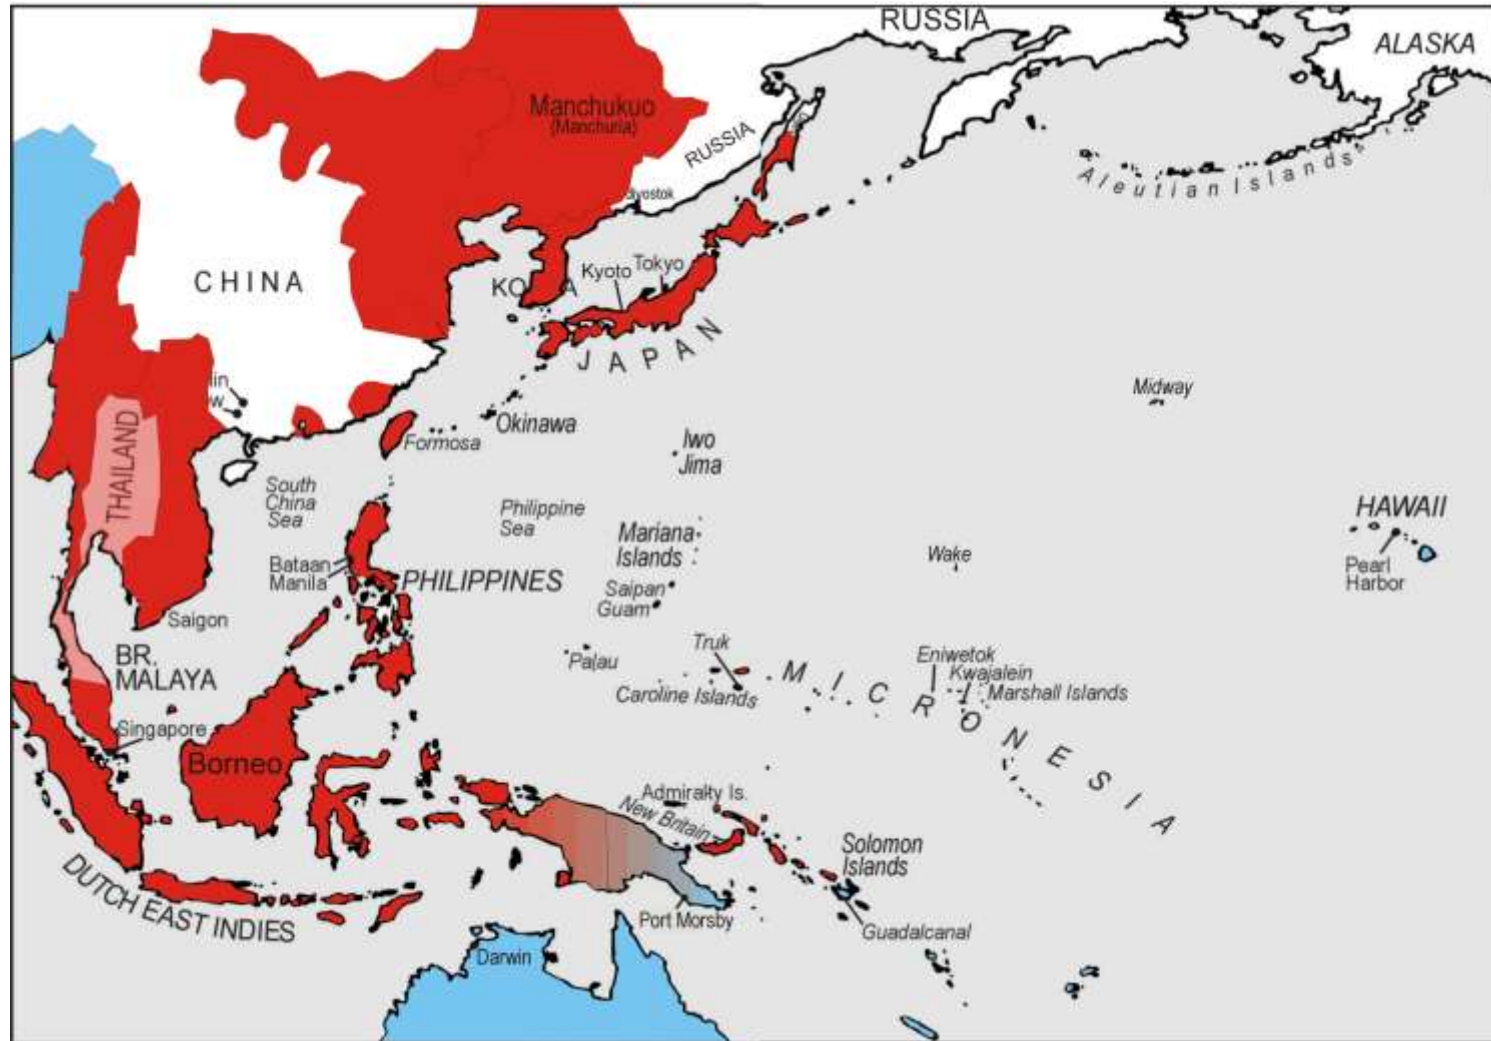 RUSSIA
ALASKA
Manchukuo
(Manchuria)
RUSSIA
Aleutian Islands
CHINA
Kyoto
Tokyo
JAPAN
Midway
THAILAND
Formosa
Okinawa
Iwo
Jima
South
China
Sea
Philippine
Sea
HAWAII
Pearl
Harbor
Mariana
Islands
Wake
Bataan
Manila
PHILIPPINES
Saipan
Guam
Saigon
Truk
Palau
BR.
MALAYA
Caroline Islands
Eniwetok
Kwajalein
Marshall Islands
MICRONESIA
Singapore
Borneo
Admiralty Is.
New Britain
Solomon
Islands
DUTCH EAST INDIES
Port Morsby
Guadalcanal
Darwin